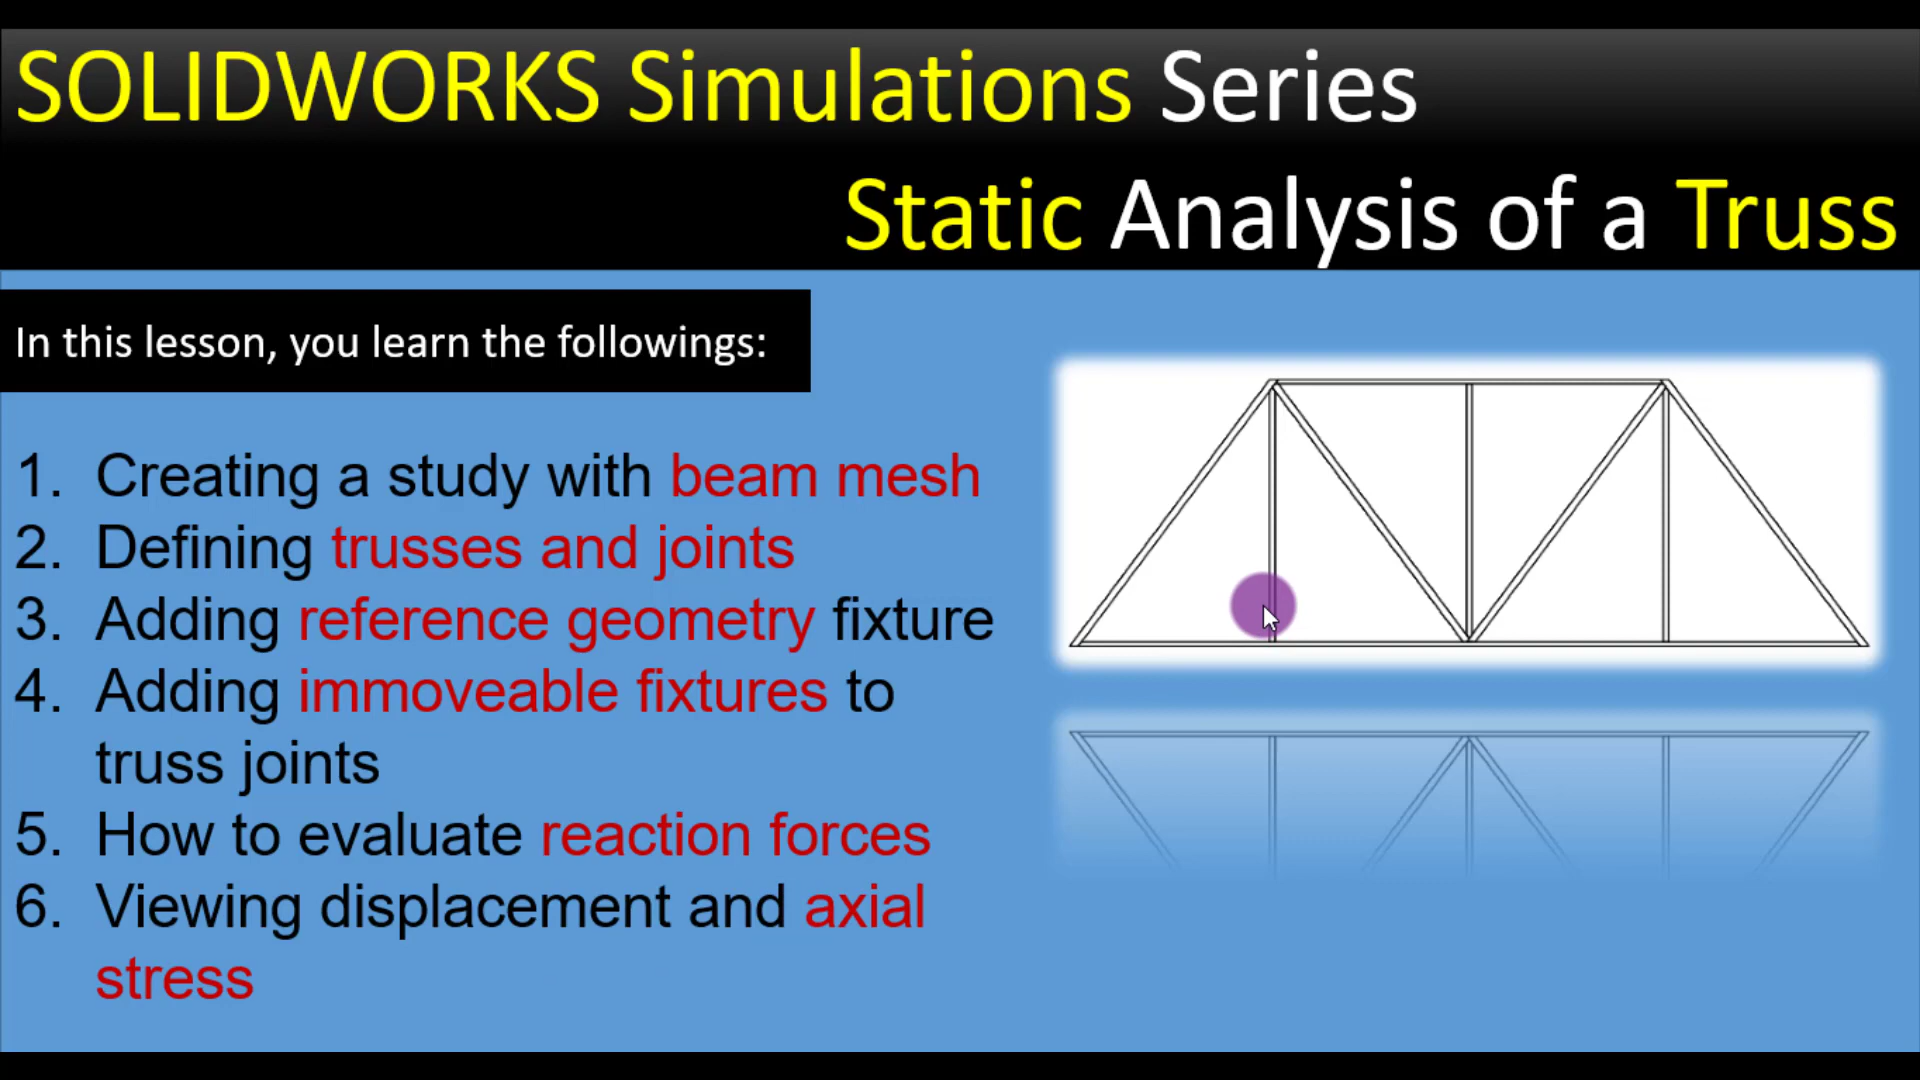 SOLIDWORKS Simulations Series
Static Analysis of a Truss
In this lesson, you learn the followings:
1. Creating a study with beam mesh
2. Defining trusses and joints
3. Adding reference geometry fixture
4. Adding immoveable fixtures to
truss joints
5. How to evaluate reaction forces
6. Viewing displacement and axial
stress